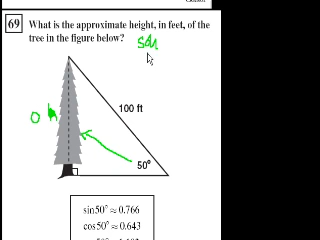 69 What is the approximate height, in feet, of the
tree in the figure below?
100 ft
50°
sin50° ≈ 0.766
cos50° ≈ 0.643